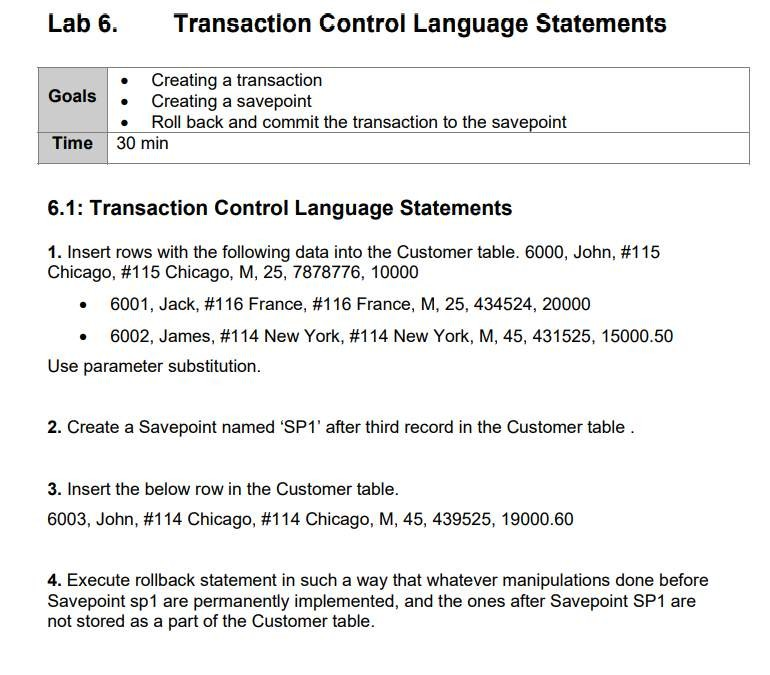 Lab 6. Transaction Control Language Statements
Goals
• Creating a transaction
• Creating a savepoint
• Roll back and commit the transaction to the savepoint
Time 30 min
6.1: Transaction Control Language Statements
1. Insert rows with the following data into the Customer table. 6000, John, #115
Chicago, #115 Chicago, M, 25, 7878776, 10000
• 6001, Jack, #116 France, #116 France, M, 25, 434524, 20000
• 6002, James, #114 New York, #114 New York, M, 45, 431525, 15000.50
Use parameter substitution.
2. Create a Savepoint named ‘SP1’ after third record in the Customer table .
3. Insert the below row in the Customer table.
6003, John, #114 Chicago, #114 Chicago, M, 45, 439525, 19000.60
4. Execute rollback statement in such a way that whatever manipulations done before
Savepoint sp1 are permanently implemented, and the ones after Savepoint SP1 are
not stored as a part of the Customer table.